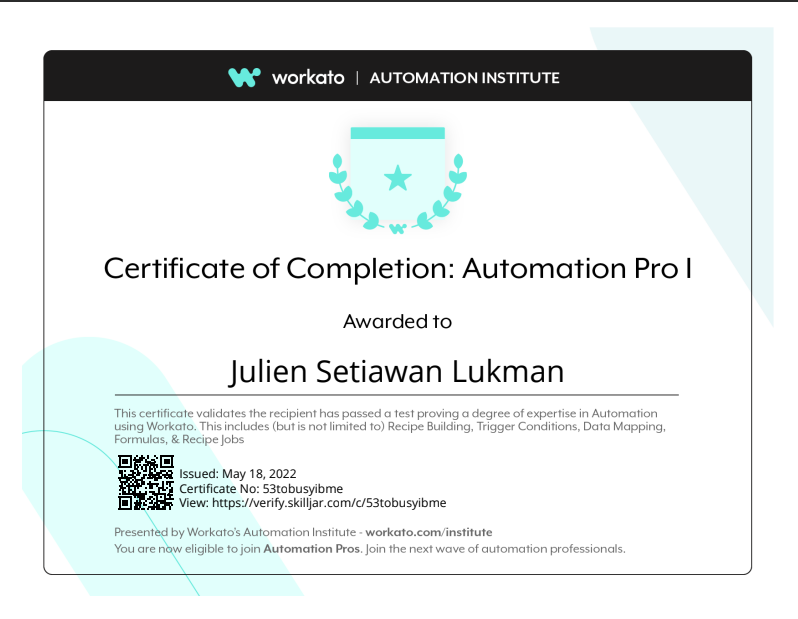 workato | AUTOMATION INSTITUTE
Certificate of Completion: Automation Pro I
Awarded to
Julien Setiawan Lukman
This certificate validates the recipient has passed a test proving a degree of expertise in Automation
using Workato. This includes (but is not limited to) Recipe Building, Trigger Conditions, Data Mapping,
Formulas, & Recipe Jobs
Issued: May 18, 2022
Certificate No: 53tobusyibme
View: https://verify.skilljar.com/c/53tobusyibme
Presented by Workato's Automation Institute - workato.com/institute
You are now eligible to join Automation Pros. Join the next wave of automation professionals.